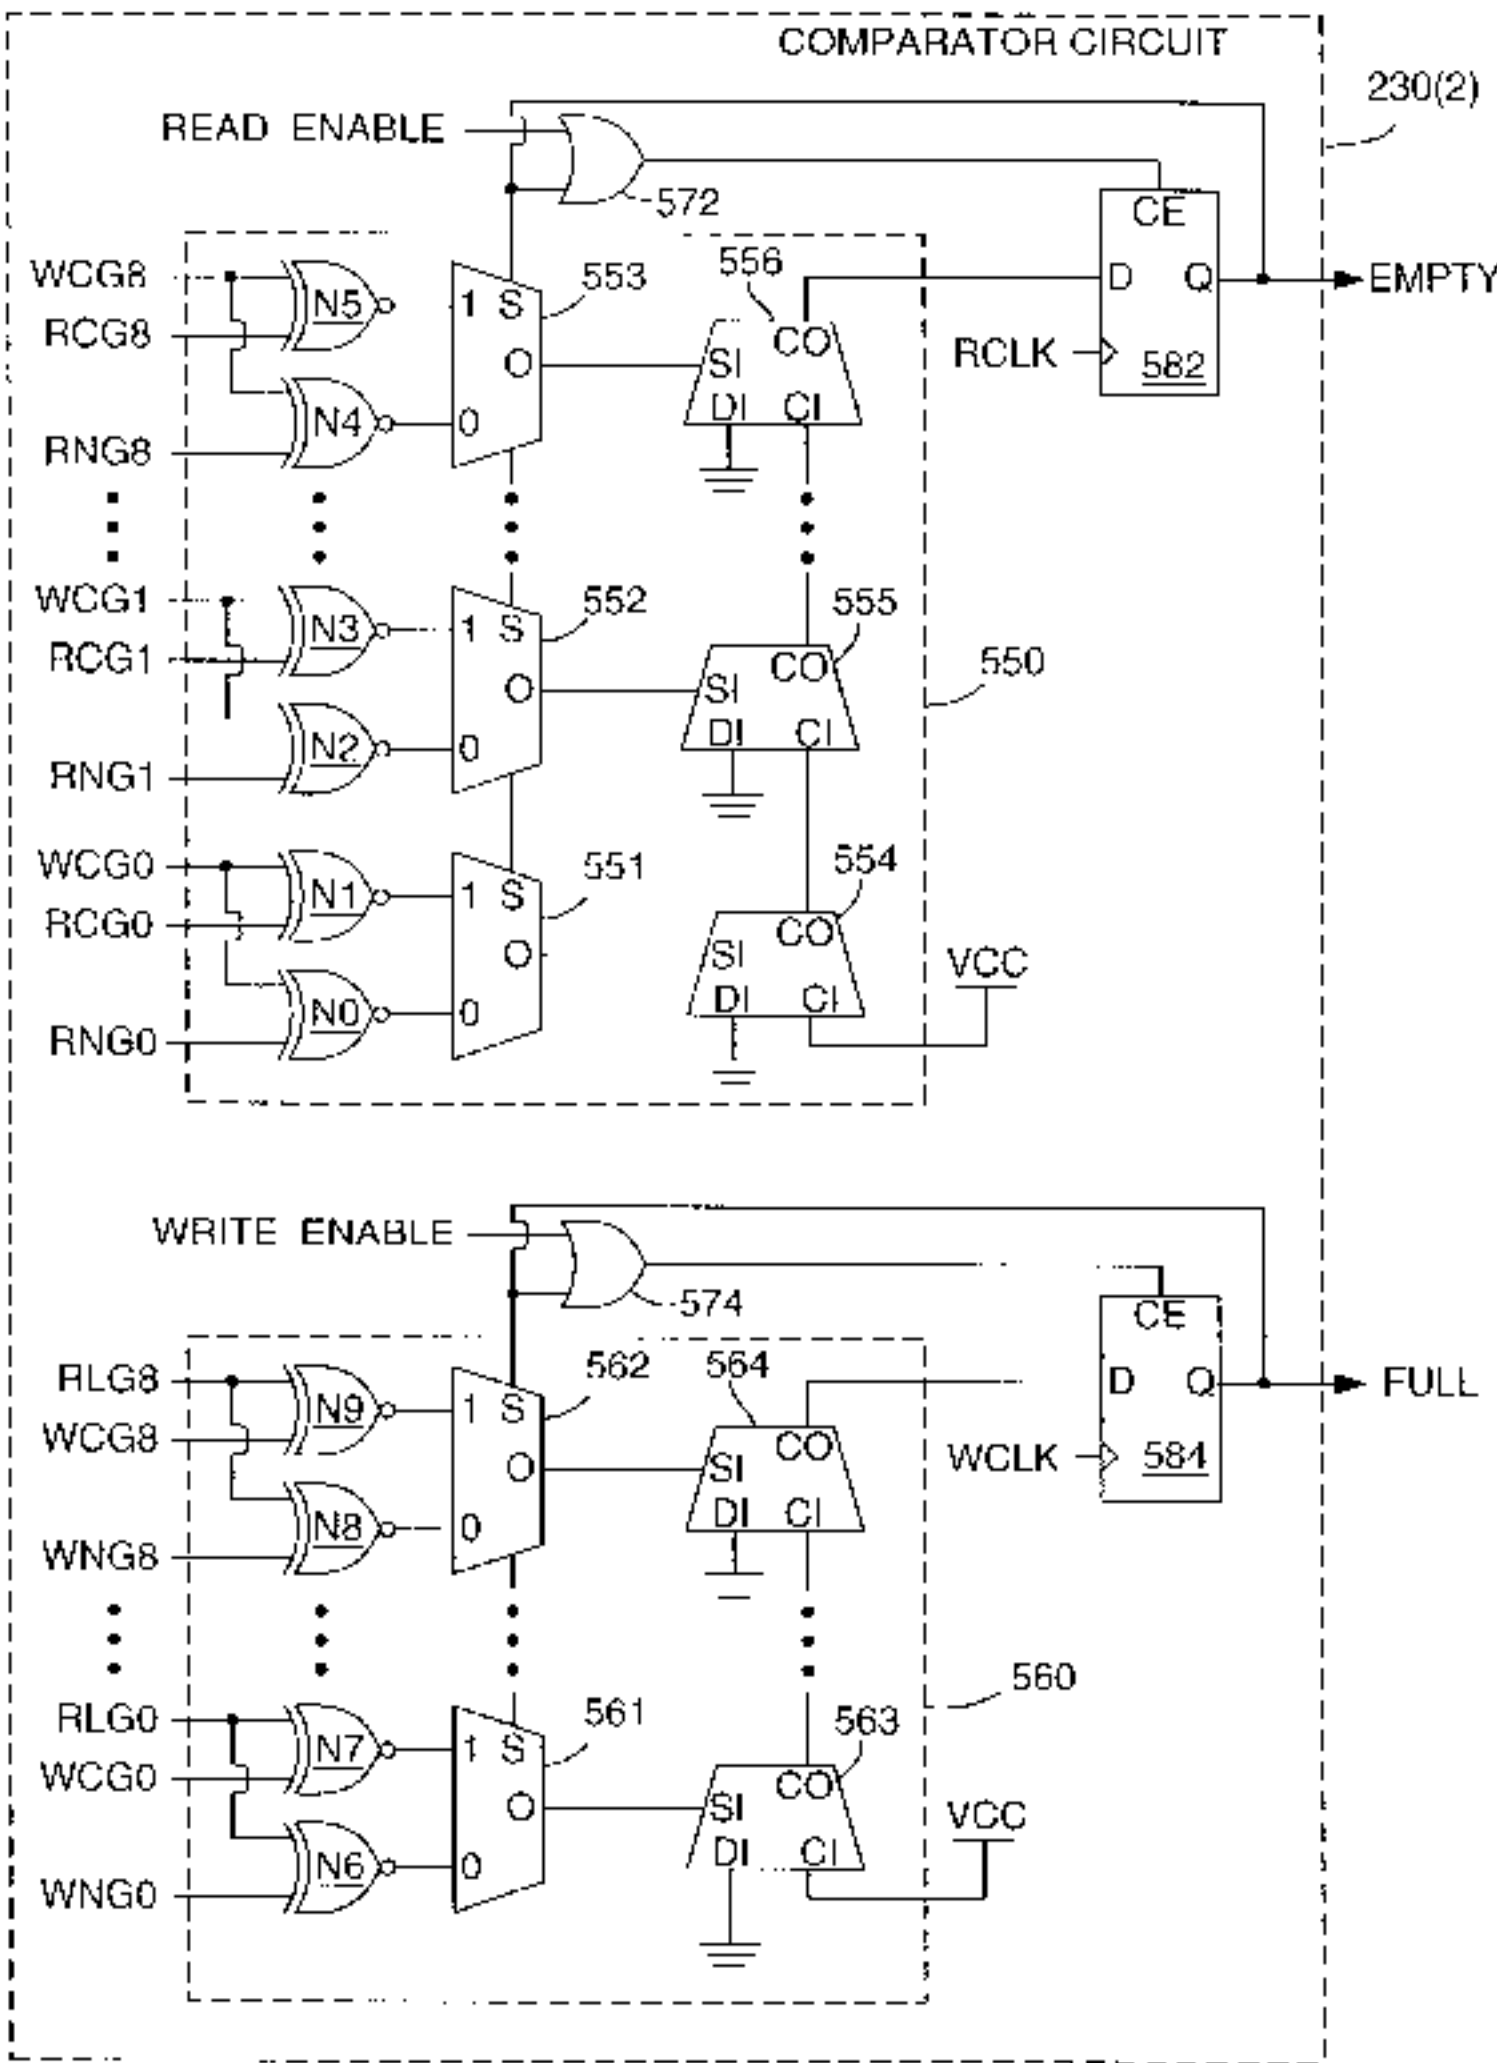 COMPARATOR CIRCUIT
230(2)
READ ENABLE
572
CE
D Q
EMPTY
RCLK
582
WCG8
RCG8
N5
1 S
553
556
O
SI
CO
DI CI
N4
0
RNG8
WCG1
RCG1
N3
1 S
552
555
O
SI
CO
DI CI
550
N2
0
RNG1
WCG0
RCG0
N1
1 S
551
554
O
SI
CO
DI CI
VCC
N0
0
RNG0
WRITE ENABLE
574
CE
D Q
FULL
WCLK
584
RLG8
WCG8
N9
1 S
562
564
O
SI
CO
DI CI
N8
0
WNG8
560
RLG0
WCG0
N7
1 S
561
563
O
SI
CO
DI CI
VCC
N6
0
WNG0